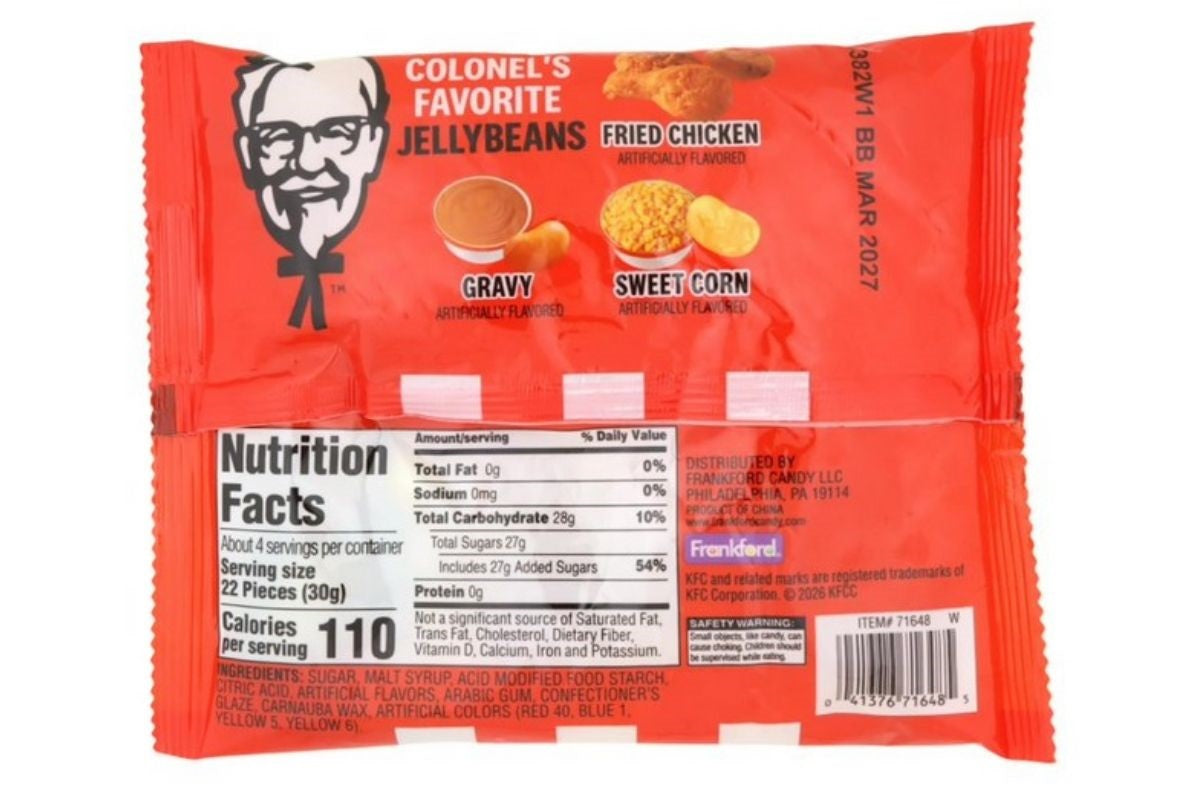 COLONEL'S
FAVORITE
JELLYBEANS
FRIED CHICKEN
ARTIFICIALLY FLAVORED
GRAVY
ARTIFICIALLY FLAVORED
SWEET CORN
ARTIFICIALLY FLAVORED
TM
382W1 BB MAR 2027
Nutrition
Facts
About 4 servings per container
Serving size
22 Pieces (30g)
Calories
per serving 110
Amount/serving % Daily Value
Total Fat 0g 0%
Sodium 0mg 0%
Total Carbohydrate 28g 10%
Total Sugars 27g
Includes 27g Added Sugars 54%
Protein 0g
Not a significant source of Saturated Fat,
Trans Fat, Cholesterol, Dietary Fiber,
Vitamin D, Calcium, Iron and Potassium.
INGREDIENTS: SUGAR, MALT SYRUP, ACID MODIFIED FOOD STARCH,
CITRIC ACID, ARTIFICIAL FLAVORS, ARABIC GUM, CONFECTIONER'S
GLAZE, CARNAUBA WAX, ARTIFICIAL COLORS (RED 40, BLUE 1,
YELLOW 5, YELLOW 6).
DISTRIBUTED BY
FRANKFORD CANDY LLC
PHILADELPHIA, PA 19114
PRODUCT OF CHINA
www.frankfordcandy.com
Frankford.
KFC and related marks are registered trademarks of
KFC Corporation. © 2026 KFCC
SAFETY WARNING:
Small objects, like candy, can
cause choking. Children should
be supervised while eating.
ITEM# 71648 W
0 41376 71648 5